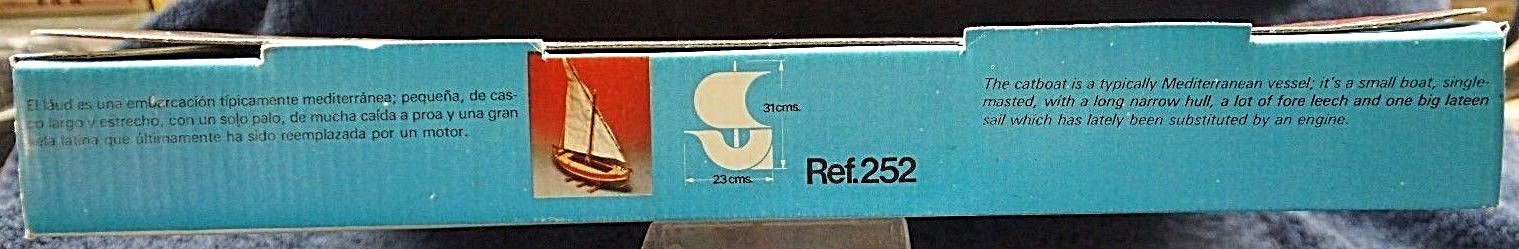 El láud es una embarcación típicamente mediterránea; pequeña, de cas-
co largo y estrecho, con un solo palo, de mucha caída a proa y una gran
vela latina que últimamente ha sido reemplazada por un motor.
31cms.
23cms.
Ref.252
The catboat is a typically Mediterranean vessel; it's a small boat, single-
masted, with a long narrow hull, a lot of fore leech and one big lateen
sail which has lately been substituted by an engine.